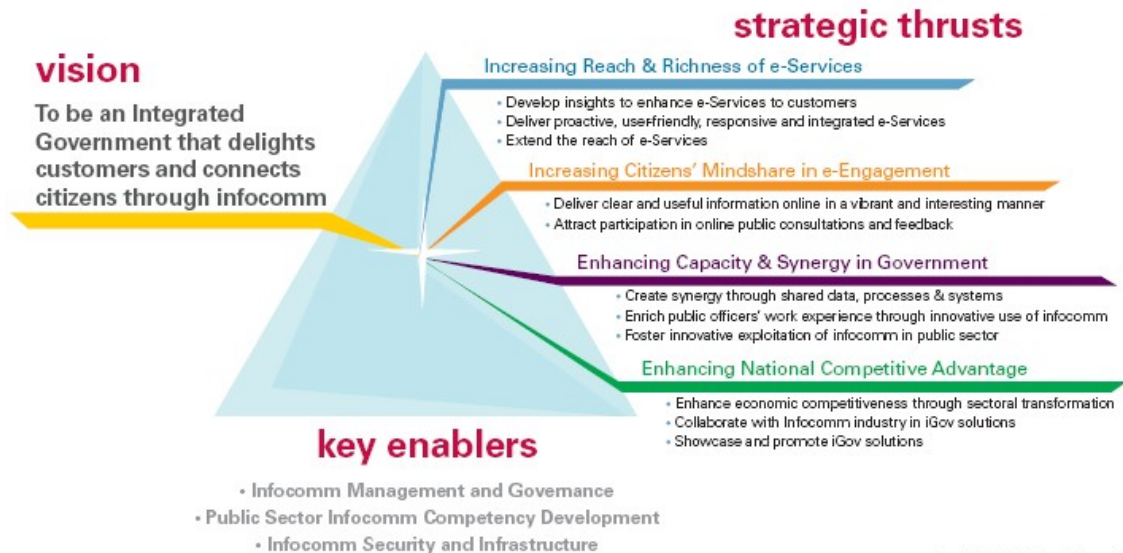 strategic thrusts
vision
To be an Integrated
Government that delights
customers and connects
citizens through infocomm
Increasing Reach & Richness of e-Services
• Develop insights to enhance e-Services to customers
• Deliver proactive, userfriendly, responsive and integrated e-Services
• Extend the reach of e-Services
Increasing Citizens' Mindshare in e-Engagement
• Deliver clear and useful information online in a vibrant and interesting manner
• Attract participation in online public consultations and feedback
Enhancing Capacity & Synergy in Government
• Create synergy through shared data, processes & systems
• Enrich public officers' work experience through innovative use of infocomm
• Foster innovative exploitation of infocomm in public sector
Enhancing National Competitive Advantage
• Enhance economic competitiveness through sectoral transformation
• Collaborate with Infocomm industry in iGov solutions
• Showcase and promote iGov solutions
key enablers
• Infocomm Management and Governance
• Public Sector Infocomm Competency Development
• Infocomm Security and Infrastructure